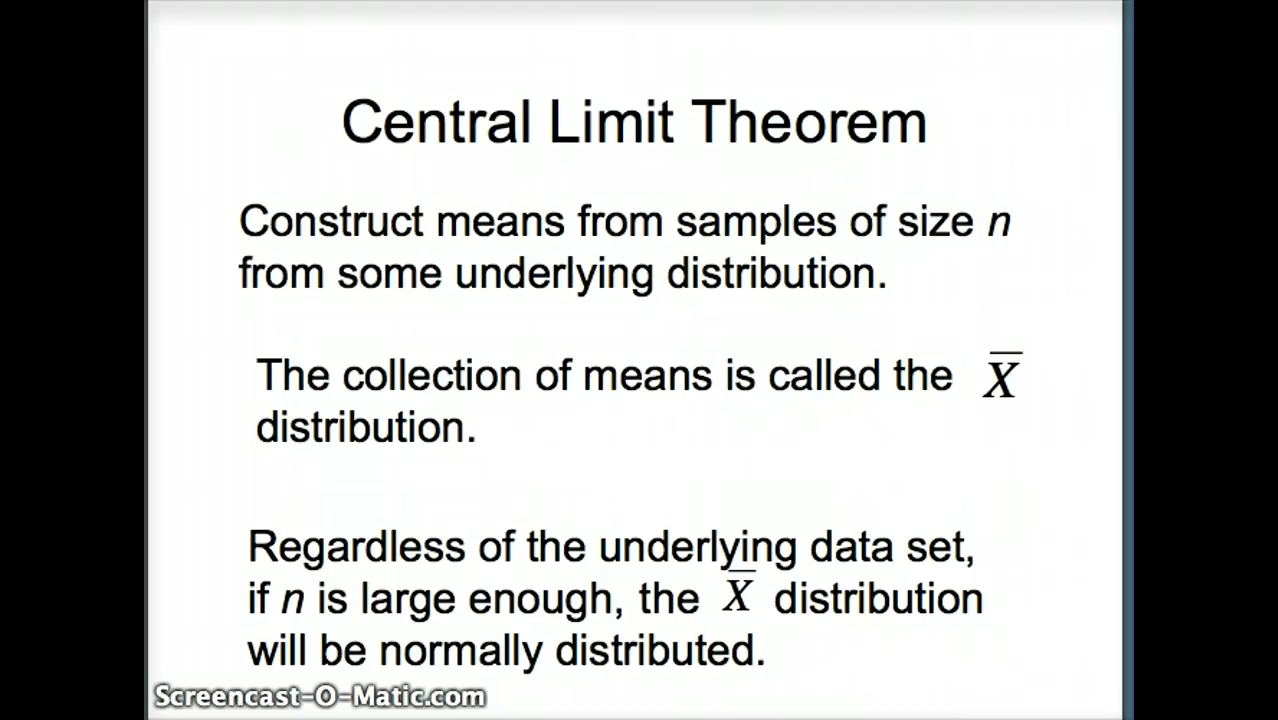 Central Limit Theorem
Construct means from samples of size n
from some underlying distribution.
The collection of means is called the X̅
distribution.
Regardless of the underlying data set,
if n is large enough, the X̅ distribution
will be normally distributed.
Screencast-O-Matic.com